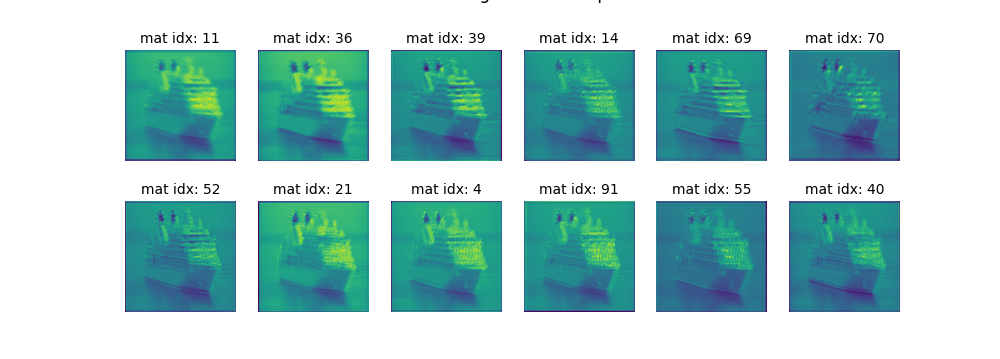 mat idx: 11
mat idx: 36
mat idx: 39
mat idx: 14
mat idx: 69
mat idx: 70
mat idx: 52
mat idx: 21
mat idx: 4
mat idx: 91
mat idx: 55
mat idx: 40